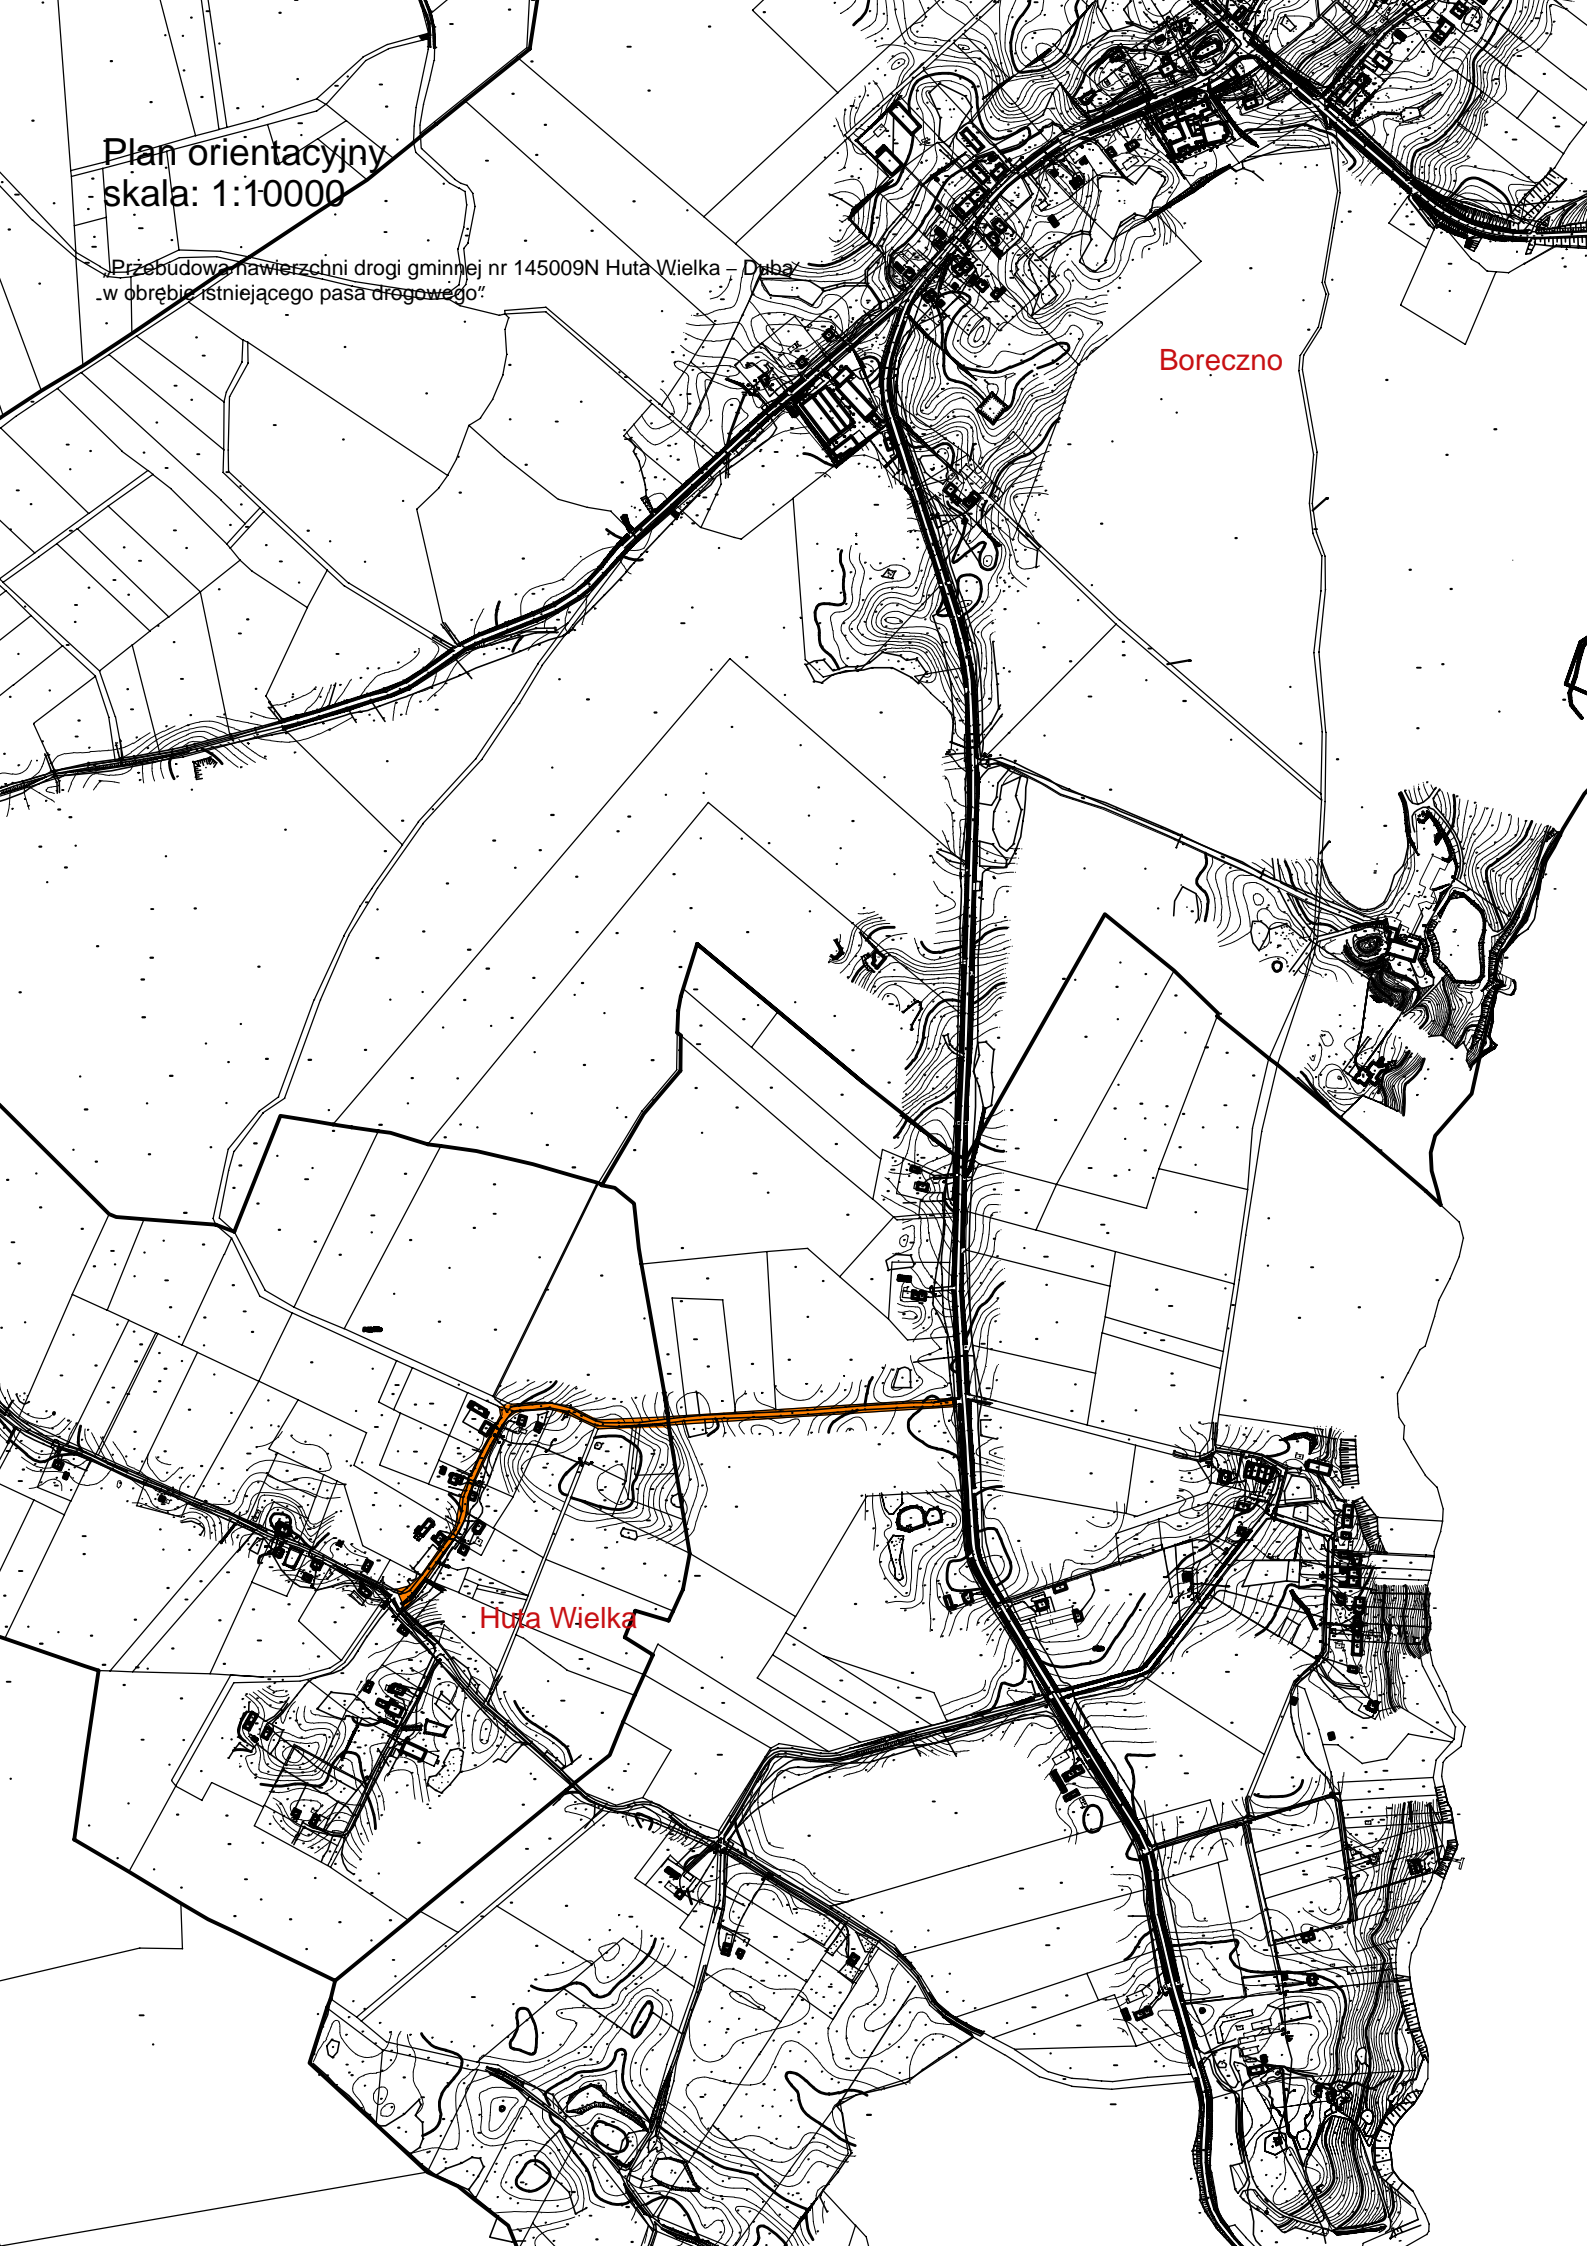 Plan orientacyjny
skala: 1:10000
„Przebudowa nawierzchni drogi gminnej nr 145009N Huta Wielka – Duba
w obrębie istniejącego pasa drogowego”.
Boreczno
Huta Wielka